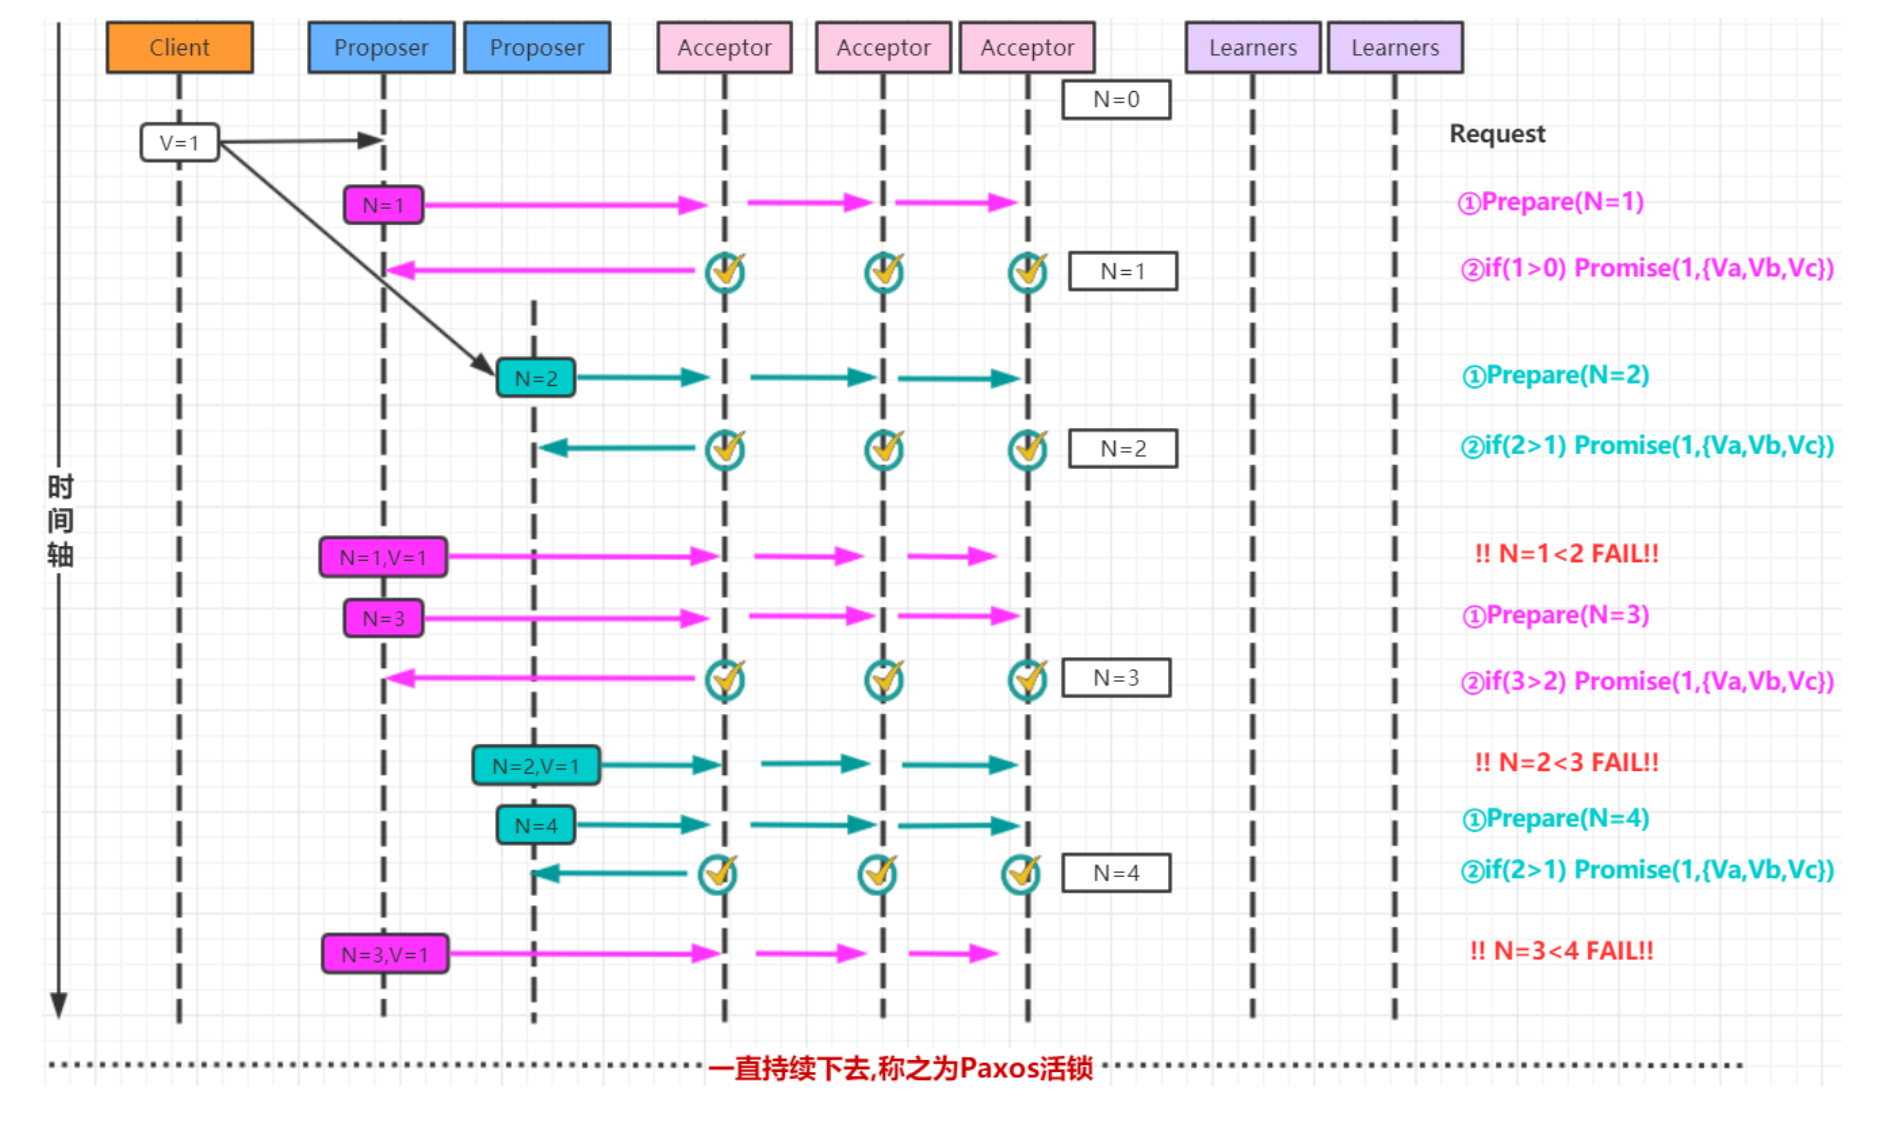 Client
Proposer
Proposer
Acceptor
Acceptor
Acceptor
Learners
Learners
N=0
V=1
Request
N=1
①Prepare(N=1)
N=1
②if(1>0) Promise(1,{Va,Vb,Vc})
N=2
①Prepare(N=2)
N=2
②if(2>1) Promise(1,{Va,Vb,Vc})
时间轴
N=1,V=1
!! N=1<2 FAIL!!
N=3
①Prepare(N=3)
N=3
②if(3>2) Promise(1,{Va,Vb,Vc})
N=2,V=1
!! N=2<3 FAIL!!
N=4
①Prepare(N=4)
N=4
②if(2>1) Promise(1,{Va,Vb,Vc})
N=3,V=1
!! N=3<4 FAIL!!
一直持续下去,称之为Paxos活锁